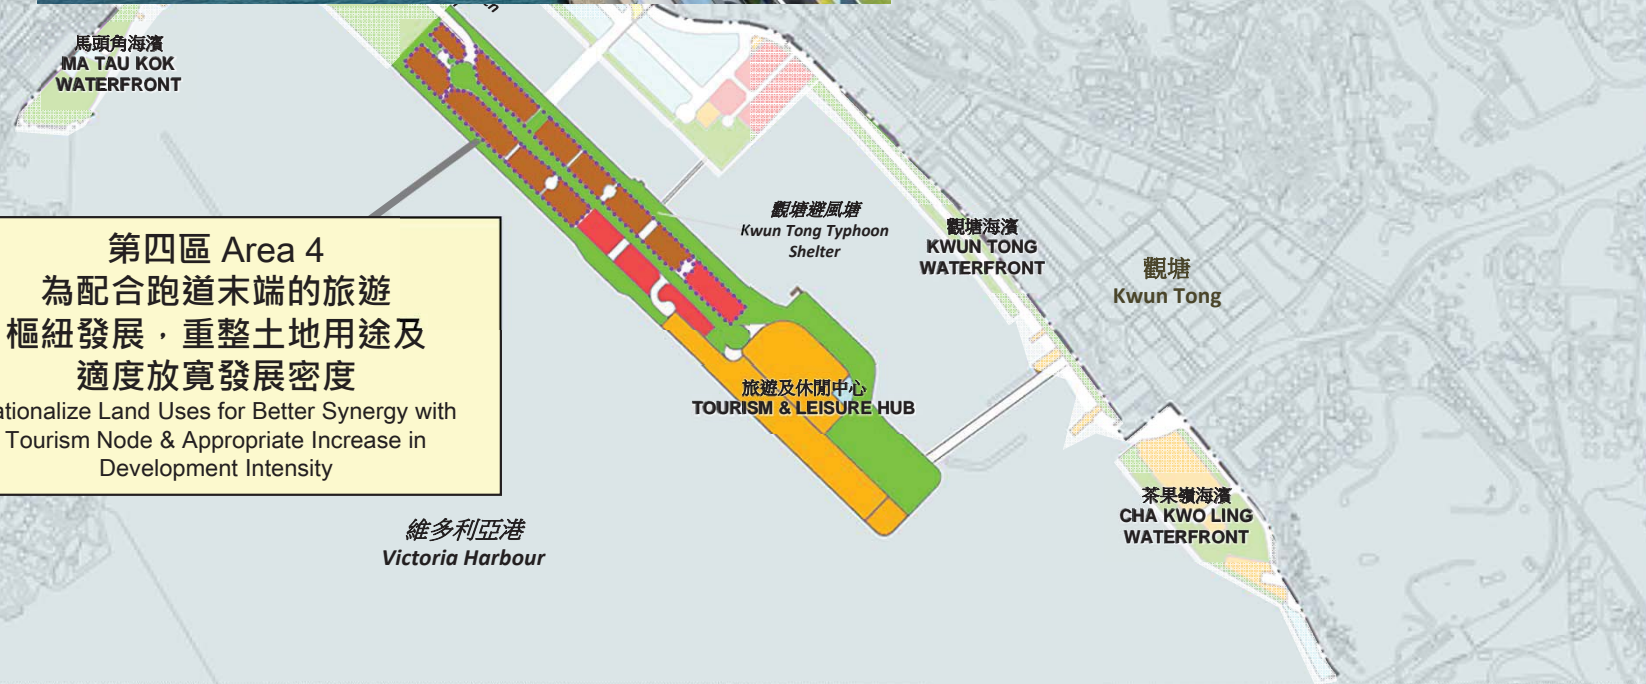 馬頭角海濱
MA TAU KOK
WATERFRONT
第四區 Area 4
為配合跑道末端的旅遊
樞紐發展，重整土地用途及
適度放寬發展密度
ationalize Land Uses for Better Synergy with
Tourism Node & Appropriate Increase in
Development Intensity
觀塘避風塘
Kwun Tong Typhoon
Shelter
觀塘海濱
KWUN TONG
WATERFRONT
觀塘
Kwun Tong
旅遊及休閒中心
TOURISM & LEISURE HUB
茶果嶺海濱
CHA KWO LING
WATERFRONT
維多利亞港
Victoria Harbour